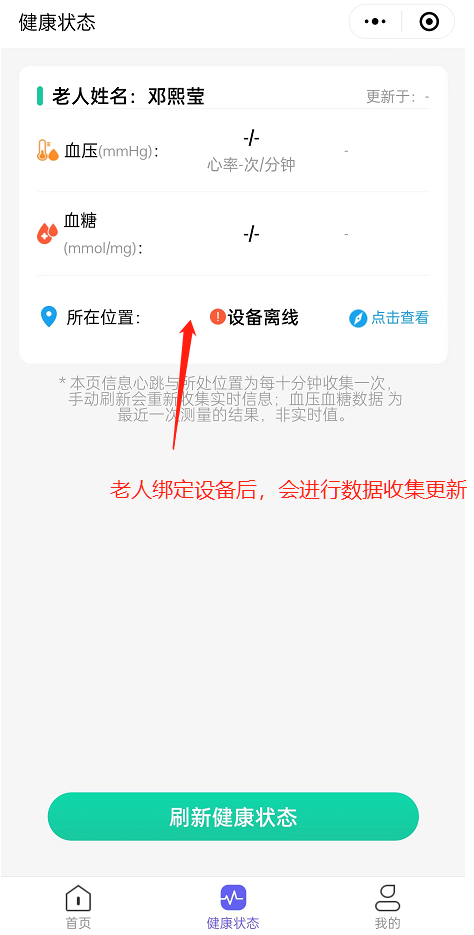 健康状态
老人姓名：邓熙莹 更新于：-
血压(mmHg)： -/- -
心率-次/分钟
血糖
(mmol/mg)： -/- -
所在位置： 设备离线 点击查看
* 本页信息心跳与所处位置为每十分钟收集一次，
手动刷新会重新收集实时信息；血压血糖数据 为
最近一次测量的结果，非实时值。
老人绑定设备后，会进行数据收集更新
刷新健康状态
首页 健康状态 我的